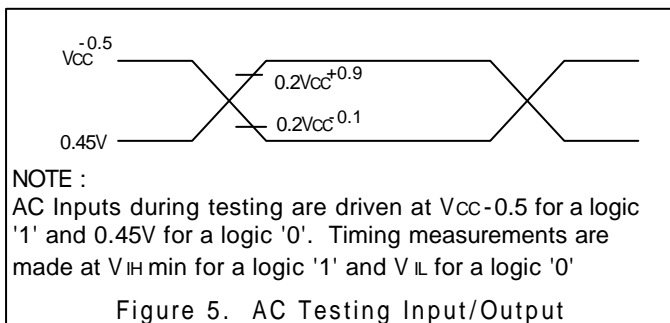 VCC-0.5
0.2VCC+0.9
0.2VCC-0.1
0.45V
NOTE :
AC Inputs during testing are driven at VCC-0.5 for a logic
'1' and 0.45V for a logic '0'. Timing measurements are
made at VIH min for a logic '1' and VIL for a logic '0'
Figure 5. AC Testing Input/Output